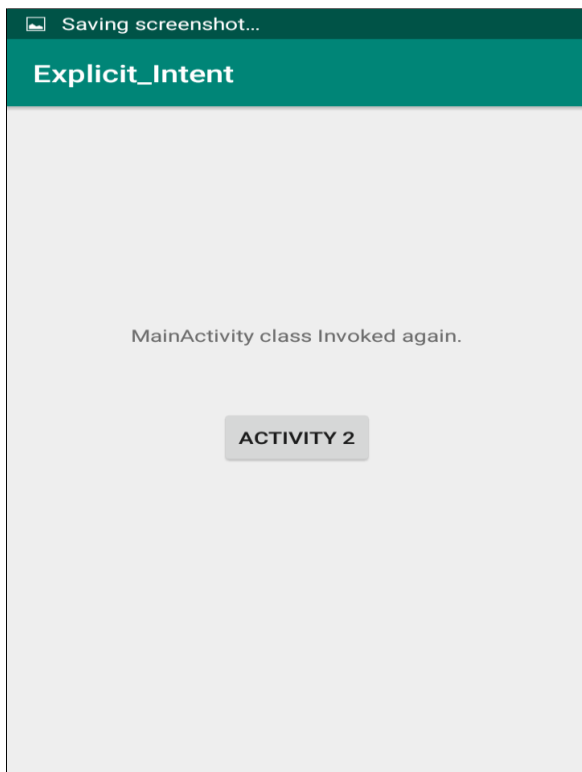 Saving screenshot...
Explicit_Intent
MainActivity class Invoked again.
ACTIVITY 2